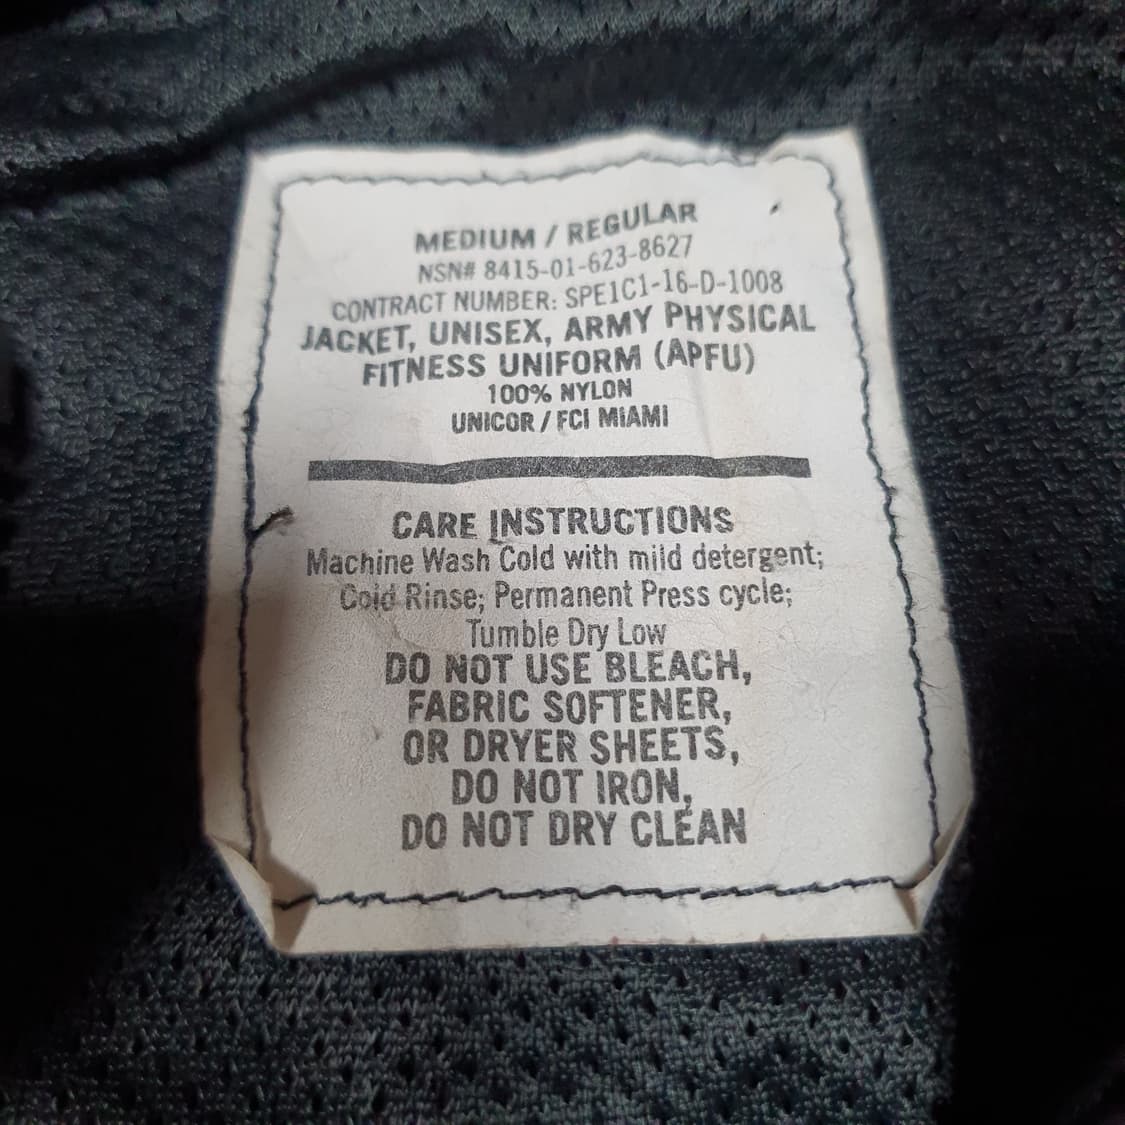 MEDIUM / REGULAR
NSN# 8415-01-623-8627
CONTRACT NUMBER: SPE1C1-16-D-1008
JACKET, UNISEX, ARMY PHYSICAL
FITNESS UNIFORM (APFU)
100% NYLON
UNICOR / FCI MIAMI
CARE INSTRUCTIONS
Machine Wash Cold with mild detergent;
Cold Rinse; Permanent Press cycle;
Tumble Dry Low
DO NOT USE BLEACH,
FABRIC SOFTENER,
OR DRYER SHEETS,
DO NOT IRON,
DO NOT DRY CLEAN